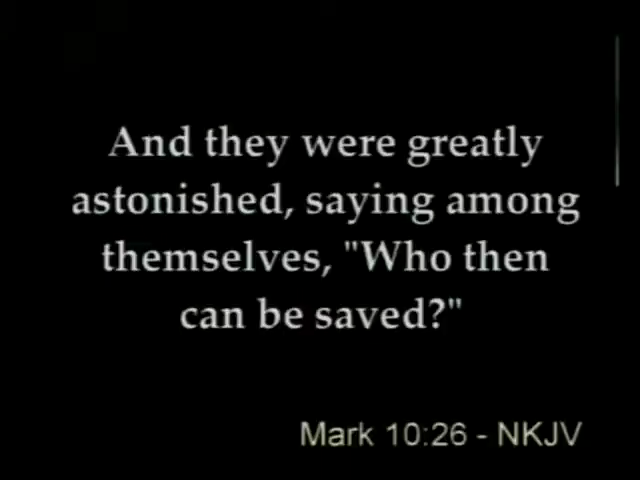 And they were greatly
astonished, saying among
themselves, "Who then
can be saved?"
Mark 10:26 - NKJV